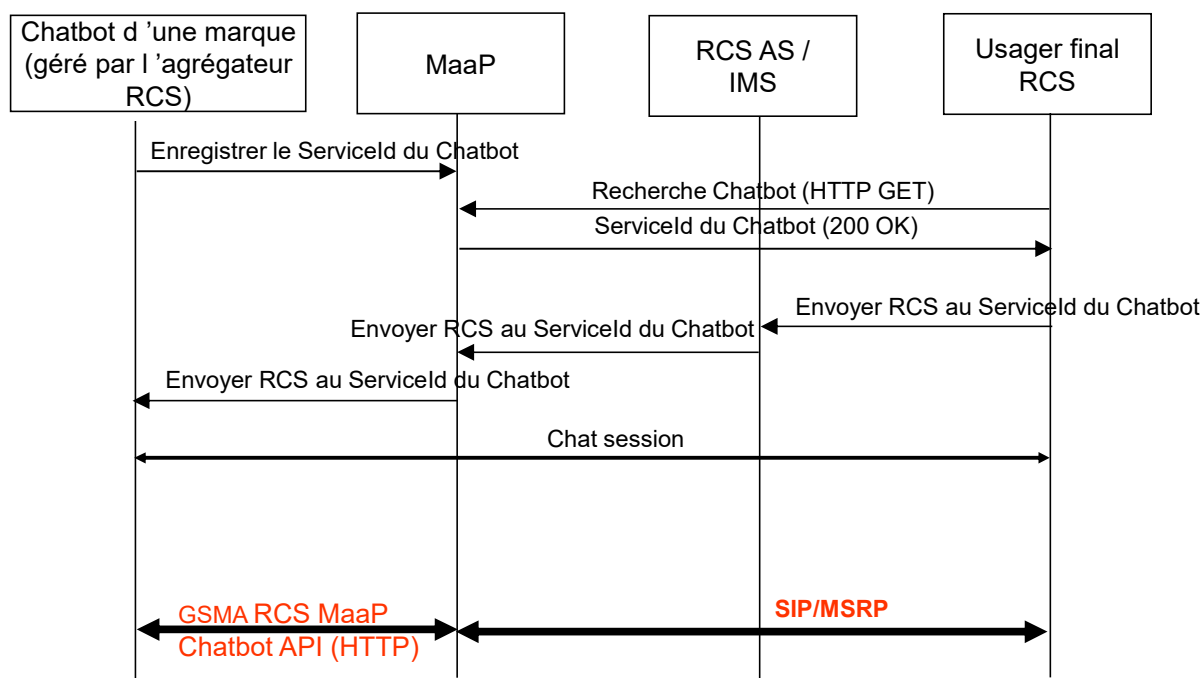 Chatbot d ’une marque
(géré par l ’agrégateur
RCS)
MaaP
RCS AS /
IMS
Usager final
RCS
Enregistrer le ServiceId du Chatbot
Recherche Chatbot (HTTP GET)
ServiceId du Chatbot (200 OK)
Envoyer RCS au ServiceId du Chatbot
Envoyer RCS au ServiceId du Chatbot
Envoyer RCS au ServiceId du Chatbot
Chat session
GSMA RCS MaaP
Chatbot API (HTTP)
SIP/MSRP